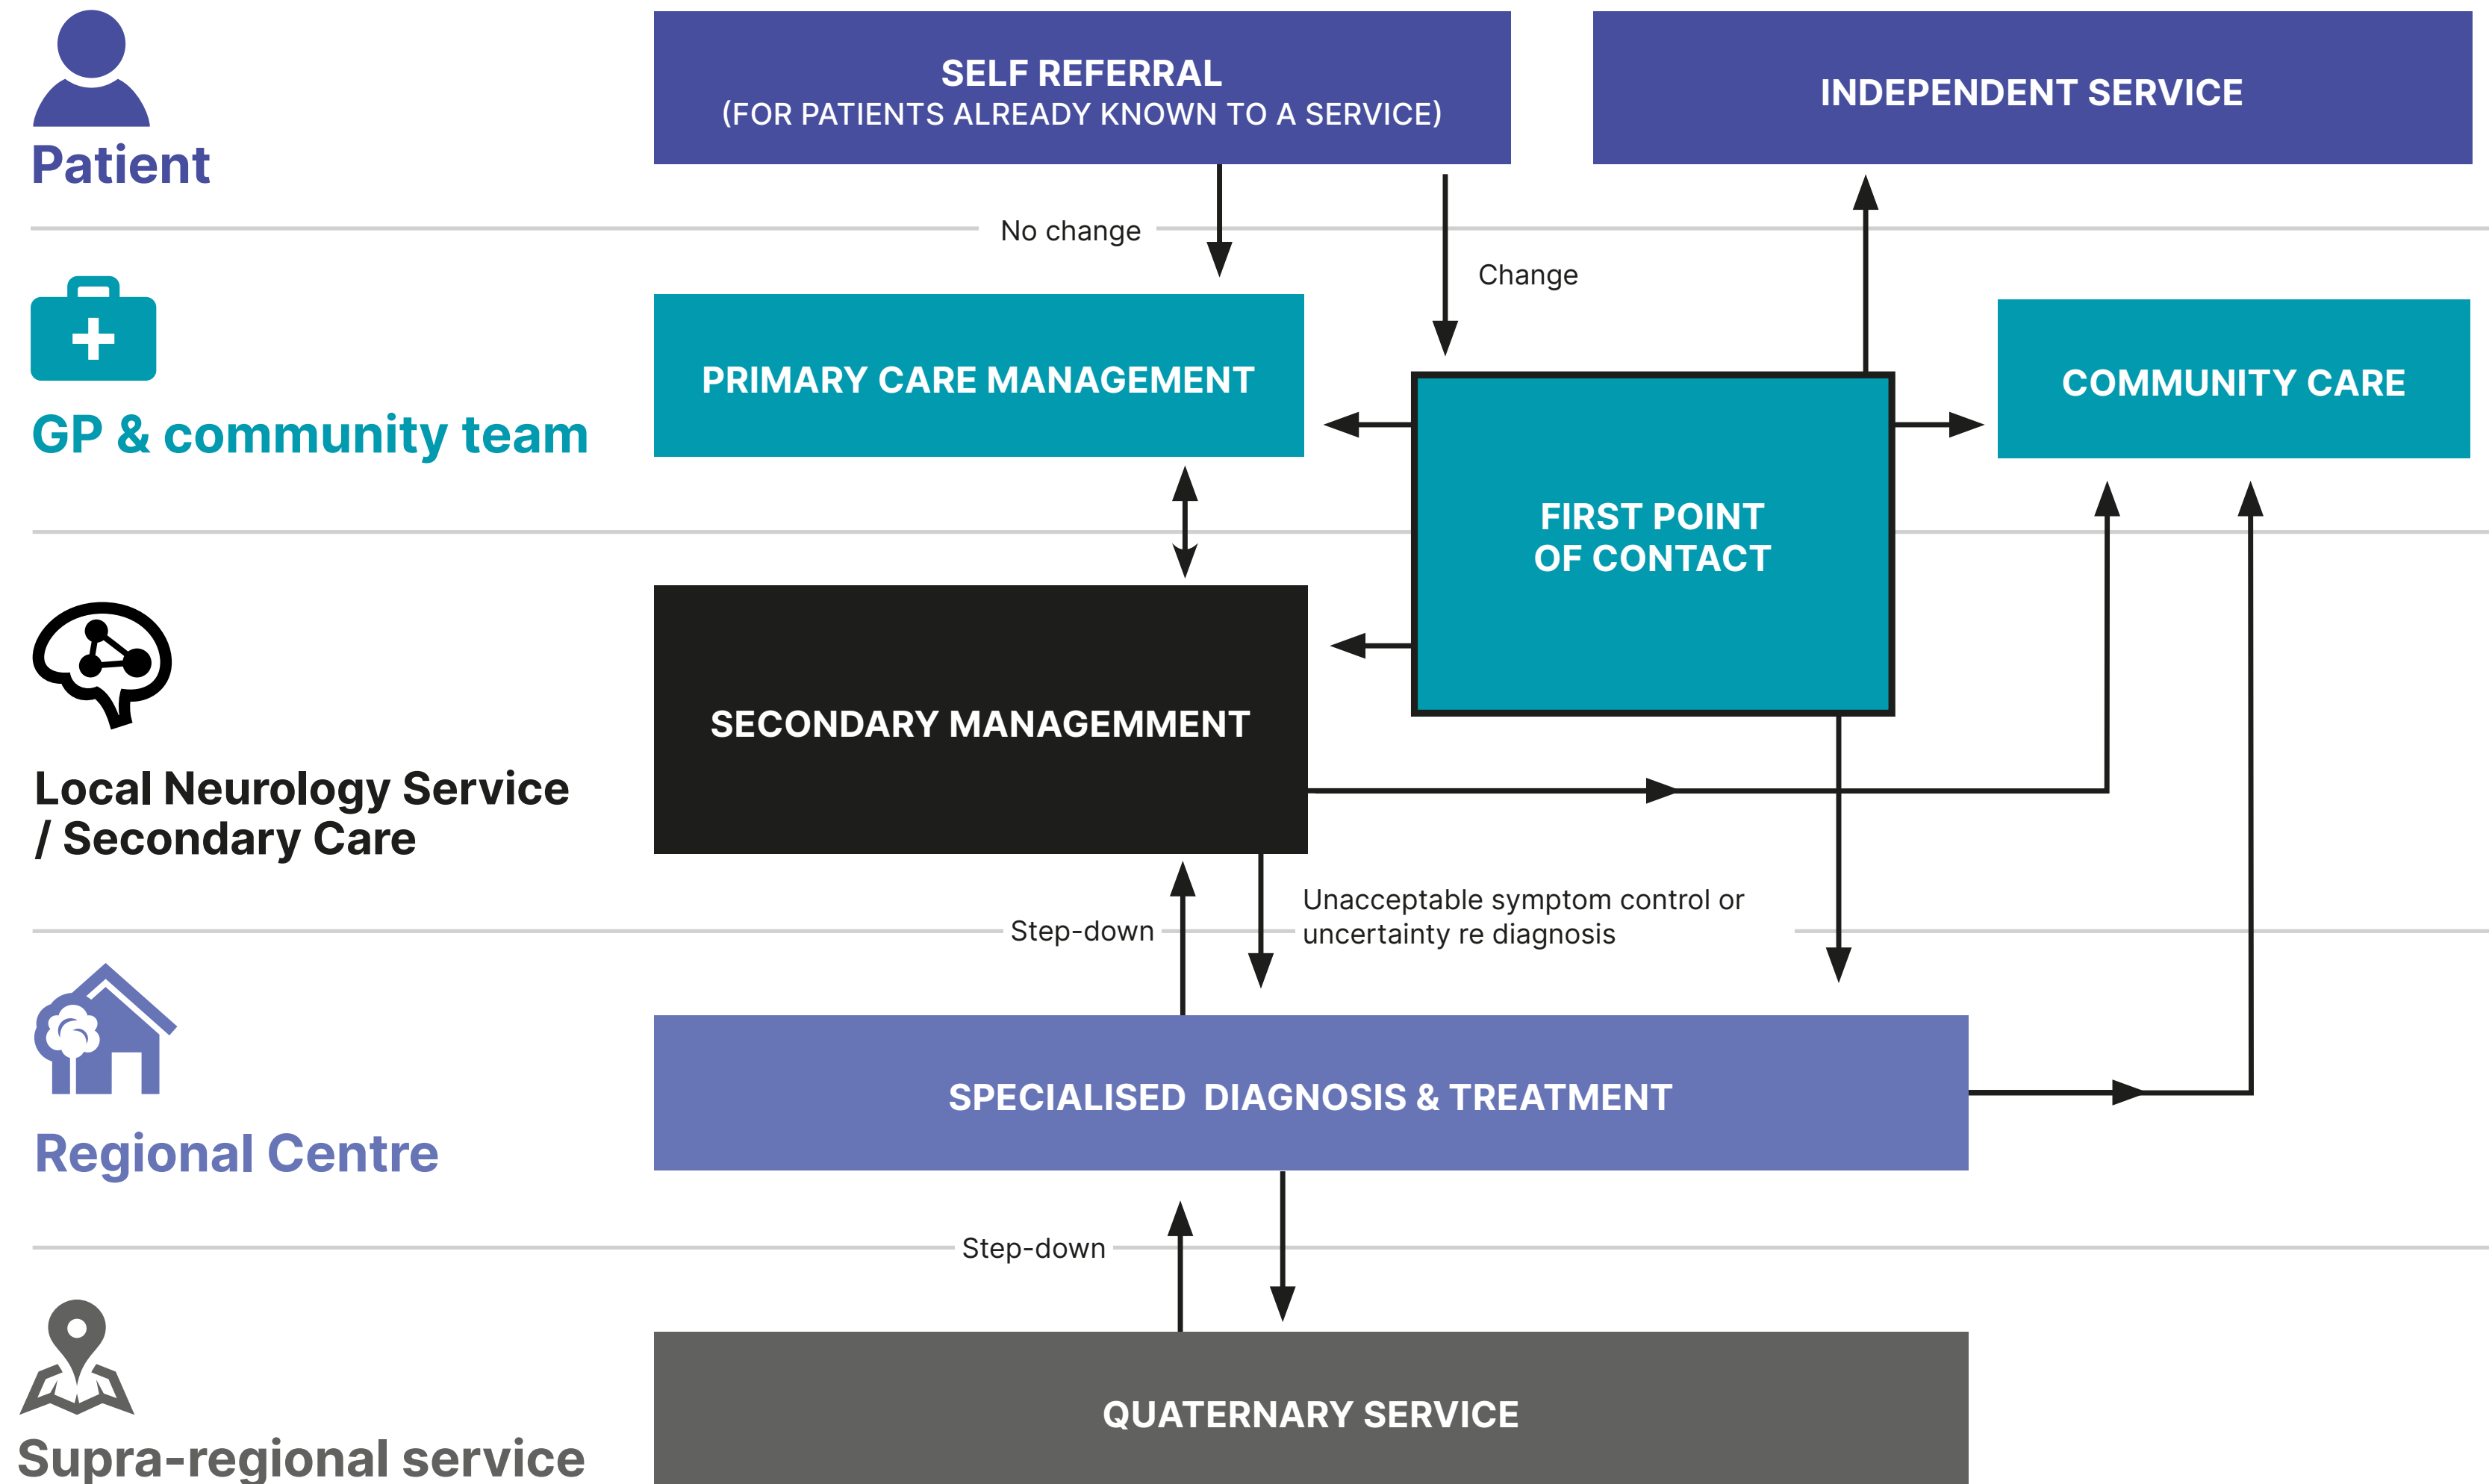 SELF REFERRAL
(FOR PATIENTS ALREADY KNOWN TO A SERVICE)
INDEPENDENT SERVICE
Patient
No change
Change
PRIMARY CARE MANAGEMENT
COMMUNITY CARE
GP & community team
FIRST POINT
OF CONTACT
SECONDARY MANAGEMMENT
Local Neurology Service
/ Secondary Care
Unacceptable symptom control or
uncertainty re diagnosis
Step-down
SPECIALISED DIAGNOSIS & TREATMENT
Regional Centre
Step-down
QUATERNARY SERVICE
Supra-regional service